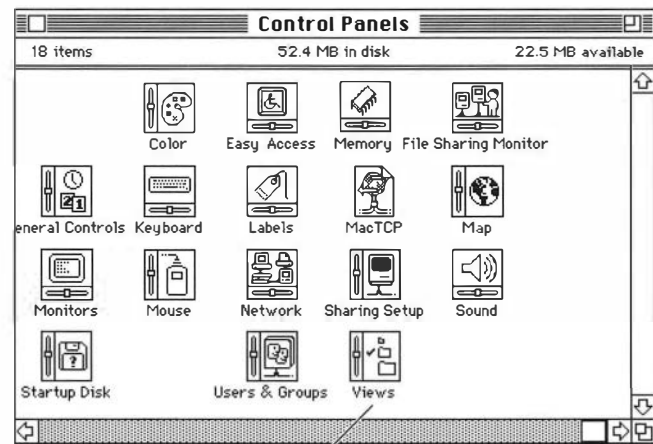 Control Panels
18 items 52.4 MB in disk 22.5 MB available
Color Easy Access Memory File Sharing Monitor
eneral Controls Keyboard Labels MacTCP Map
21
Monitors Mouse Network Sharing Setup Sound
?
Startup Disk Users & Groups Views